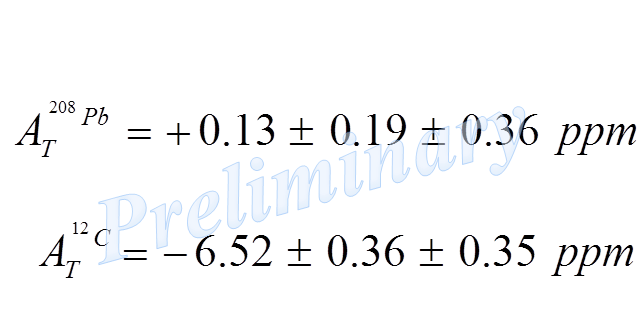 A_T^{208 Pb} = +0.13 ± 0.19 ± 0.36 ppm
Preliminary
A_T^{12 C} = −6.52 ± 0.36 ± 0.35 ppm